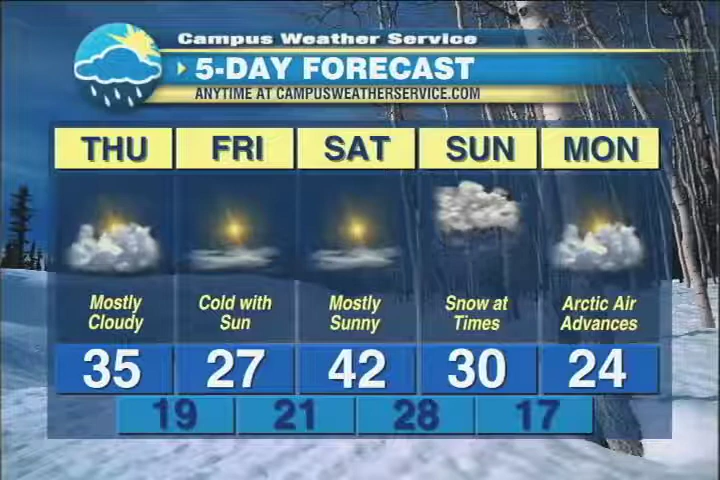 Campus Weather Service
5-DAY FORECAST
ANYTIME AT CAMPUSWEATHERSERVICE.COM
THU FRI SAT SUN MON
Mostly Cloudy
Cold with Sun
Mostly Sunny
Snow at Times
Arctic Air Advances
35 27 42 30 24
19 21 28 17